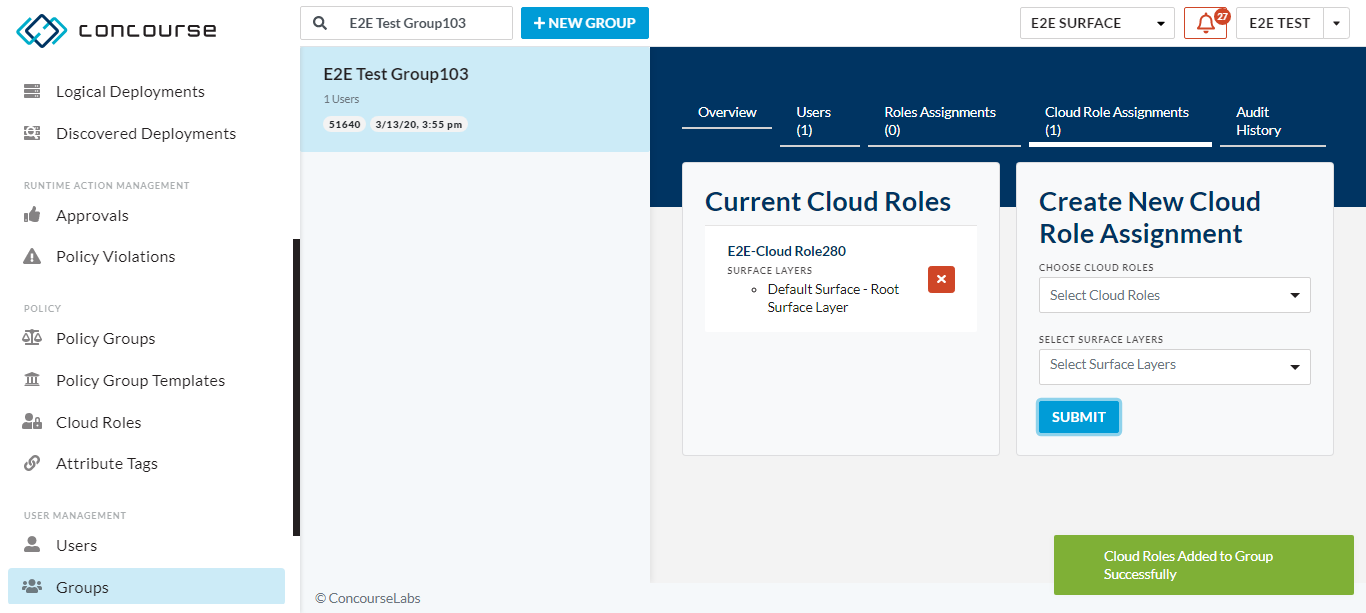 concourse
E2E Test Group103
+ NEW GROUP
E2E SURFACE
27
E2E TEST
Logical Deployments
Discovered Deployments
RUNTIME ACTION MANAGEMENT
Approvals
Policy Violations
POLICY
Policy Groups
Policy Group Templates
Cloud Roles
Attribute Tags
USER MANAGEMENT
Users
Groups
E2E Test Group103
1 Users
51640 3/13/20, 3:55 pm
Overview
Users
(1)
Roles Assignments
(0)
Cloud Role Assignments
(1)
Audit
History
Current Cloud Roles
E2E-Cloud Role280
SURFACE LAYERS
Default Surface - Root
Surface Layer
Create New Cloud
Role Assignment
CHOOSE CLOUD ROLES
Select Cloud Roles
SELECT SURFACE LAYERS
Select Surface Layers
SUBMIT
Cloud Roles Added to Group
Successfully
© ConcourseLabs